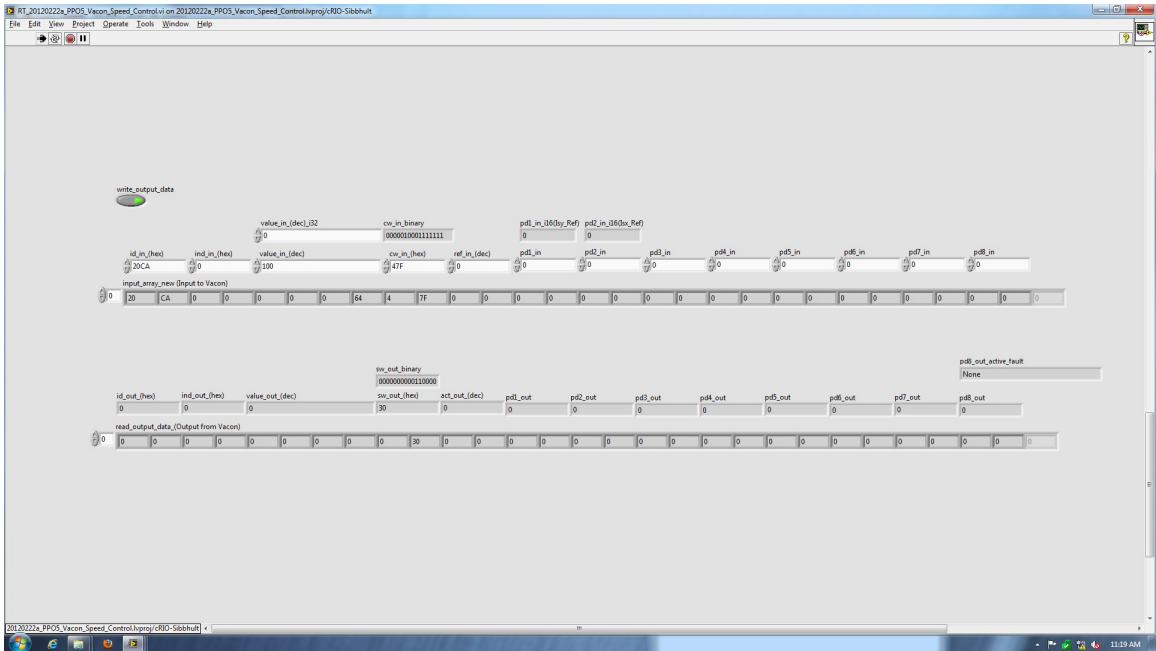 RT_20120222a_PPO5_Vacon_Speed_Control.vi on 20120222a_PPO5_Vacon_Speed_Control.lvproj/cRIO-Sibbhult
File Edit View Project Operate Tools Window Help
write_output_data
value_in_(dec)_i32 cw_in_binary pd1_in_i16(Isy_Ref) pd2_in_i16(Isx_Ref)
0 0000010001111111 0 0
id_in_(hex) ind_in_(hex) value_in_(dec) cw_in_(hex) ref_in_(dec) pd1_in pd2_in pd3_in pd4_in pd5_in pd6_in pd7_in pd8_in
20CA 0 100 47F 0 0 0 0 0 0 0 0 0
input_array_new (Input to Vacon)
0 20 CA 0 0 0 0 0 64 4 7F 0 0 0 0 0 0 0 0 0 0 0 0 0 0 0 0 0 0 0
sw_out_binary pd8_out_active_fault
0000000000110000 None
id_out_(hex) ind_out_(hex) value_out_(dec) sw_out_(hex) act_out_(dec) pd1_out pd2_out pd3_out pd4_out pd5_out pd6_out pd7_out pd8_out
0 0 0 30 0 0 0 0 0 0 0 0 0
read_output_data_(Output from Vacon)
0 0 0 0 0 0 0 0 0 0 30 0 0 0 0 0 0 0 0 0 0 0 0 0 0 0 0 0 0 0
20120222a_PPO5_Vacon_Speed_Control.lvproj/cRIO-Sibbhult
11:19 AM